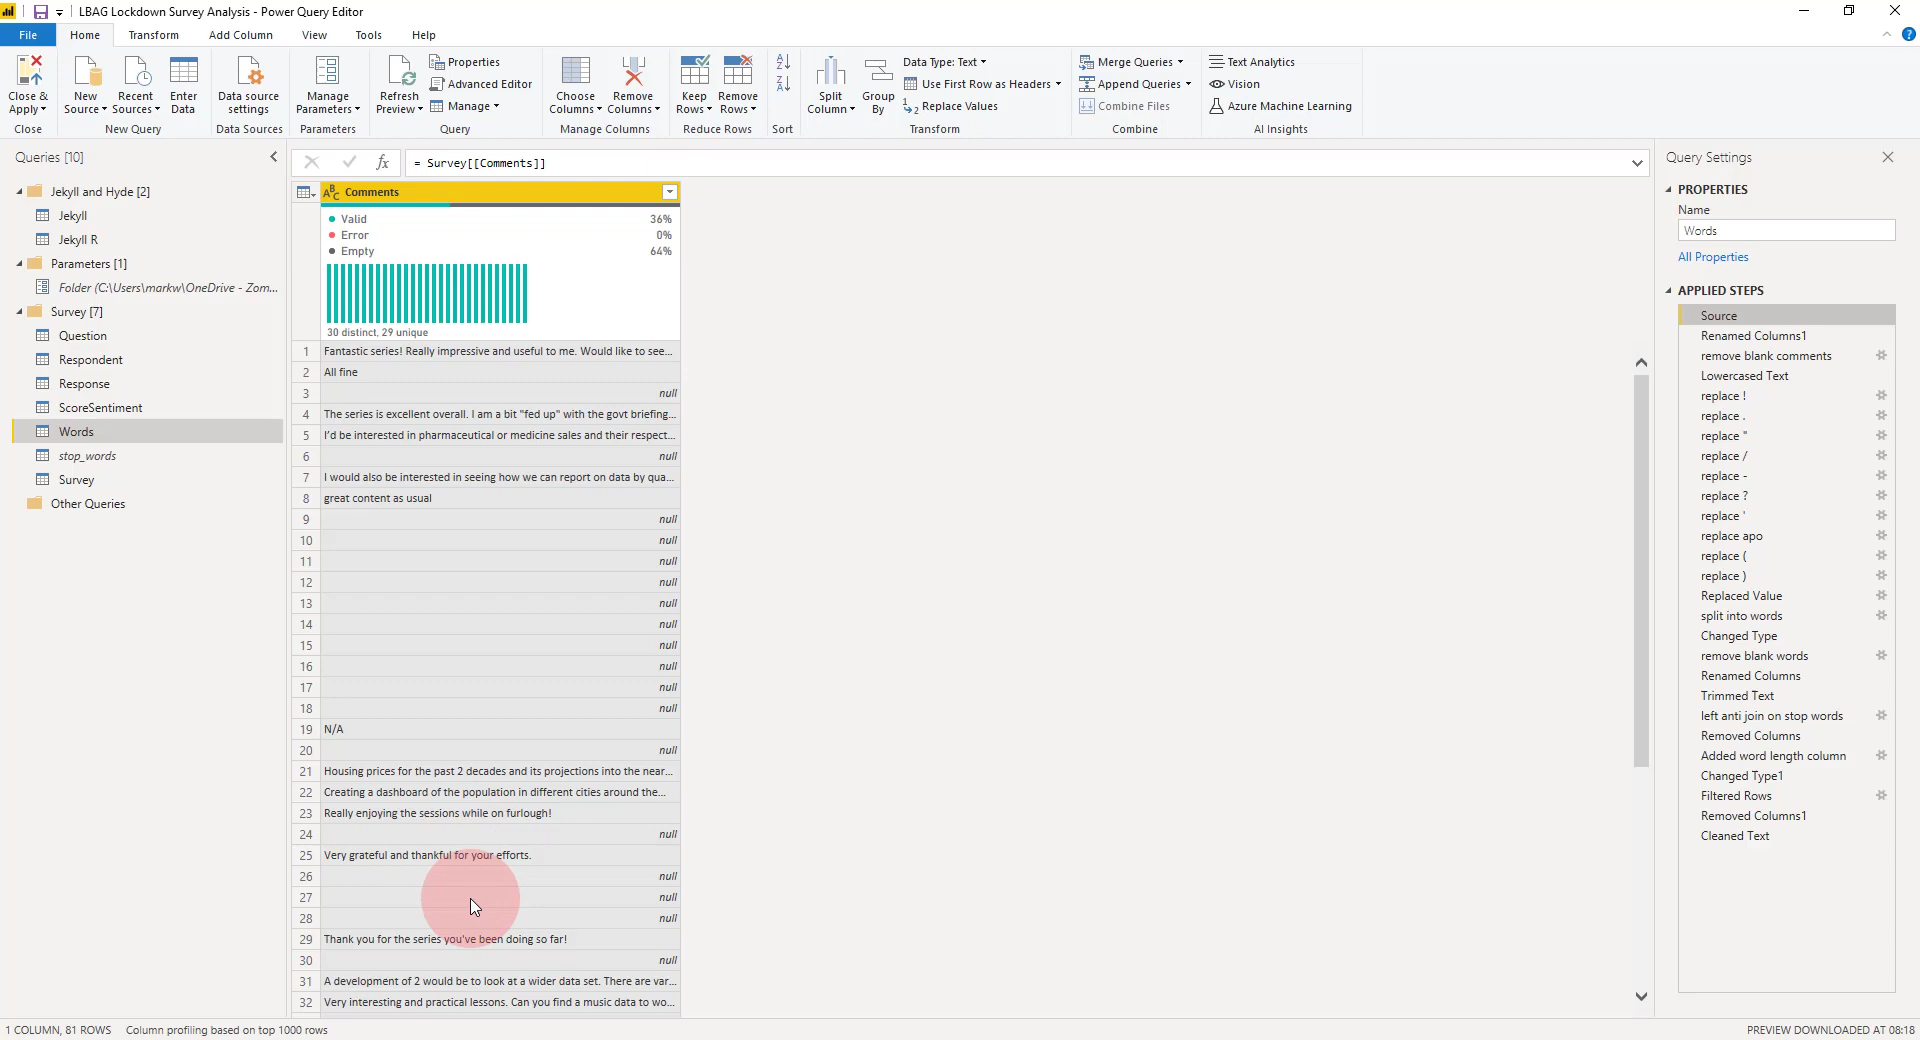 LBAG Lockdown Survey Analysis - Power Query Editor
File Home Transform Add Column View Tools Help
Close & Apply
Close
New Source
Recent Sources
Enter Data
New Query
Data source settings
Data Sources
Manage Parameters
Parameters
Refresh Preview
Properties
Advanced Editor
Manage
Query
Choose Columns
Remove Columns
Manage Columns
Keep Rows
Remove Rows
Reduce Rows
Sort
Split Column
Group By
Data Type: Text
Use First Row as Headers
Replace Values
Transform
Merge Queries
Append Queries
Combine Files
Combine
Text Analytics
Vision
Azure Machine Learning
AI Insights
Queries [10]
Jekyll and Hyde [2]
Jekyll
Jekyll R
Parameters [1]
Folder (C:\Users\markw\OneDrive - Zom...
Survey [7]
Question
Respondent
Response
ScoreSentiment
Words
stop_words
Survey
Other Queries
fx = Survey[[Comments]]
ABC Comments
Valid 36%
Error 0%
Empty 64%
30 distinct, 29 unique
1 Fantastic series! Really impressive and useful to me. Would like to see...
2 All fine
3 null
4 The series is excellent overall. I am a bit "fed up" with the govt briefing...
5 I'd be interested in pharmaceutical or medicine sales and their respect...
6 null
7 I would also be interested in seeing how we can report on data by qua...
8 great content as usual
9 null
10 null
11 null
12 null
13 null
14 null
15 null
16 null
17 null
18 null
19 N/A
20 null
21 Housing prices for the past 2 decades and its projections into the near...
22 Creating a dashboard of the population in different cities around the...
23 Really enjoying the sessions while on furlough!
24 null
25 Very grateful and thankful for your efforts.
26 null
27 null
28 null
29 Thank you for the series you've been doing so far!
30 null
31 A development of 2 would be to look at a wider data set. There are var...
32 Very interesting and practical lessons. Can you find a music data to wo...
Query Settings
PROPERTIES
Name
Words
All Properties
APPLIED STEPS
Source
Renamed Columns1
remove blank comments
Lowercased Text
replace !
replace .
replace "
replace /
replace -
replace ?
replace '
replace apo
replace (
replace )
Replaced Value
split into words
Changed Type
remove blank words
Renamed Columns
Trimmed Text
left anti join on stop words
Removed Columns
Added word length column
Changed Type1
Filtered Rows
Removed Columns1
Cleaned Text
1 COLUMN, 81 ROWS Column profiling based on top 1000 rows
PREVIEW DOWNLOADED AT 08:18